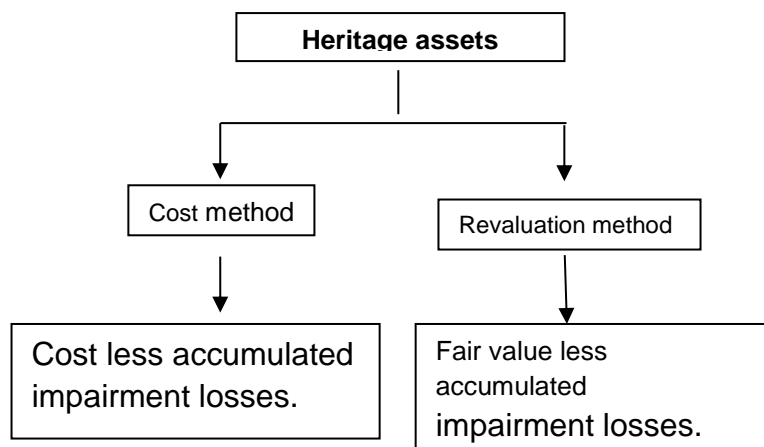 Heritage assets
Cost method
Revaluation method
Cost less accumulated
impairment losses.
Fair value less
accumulated
impairment losses.